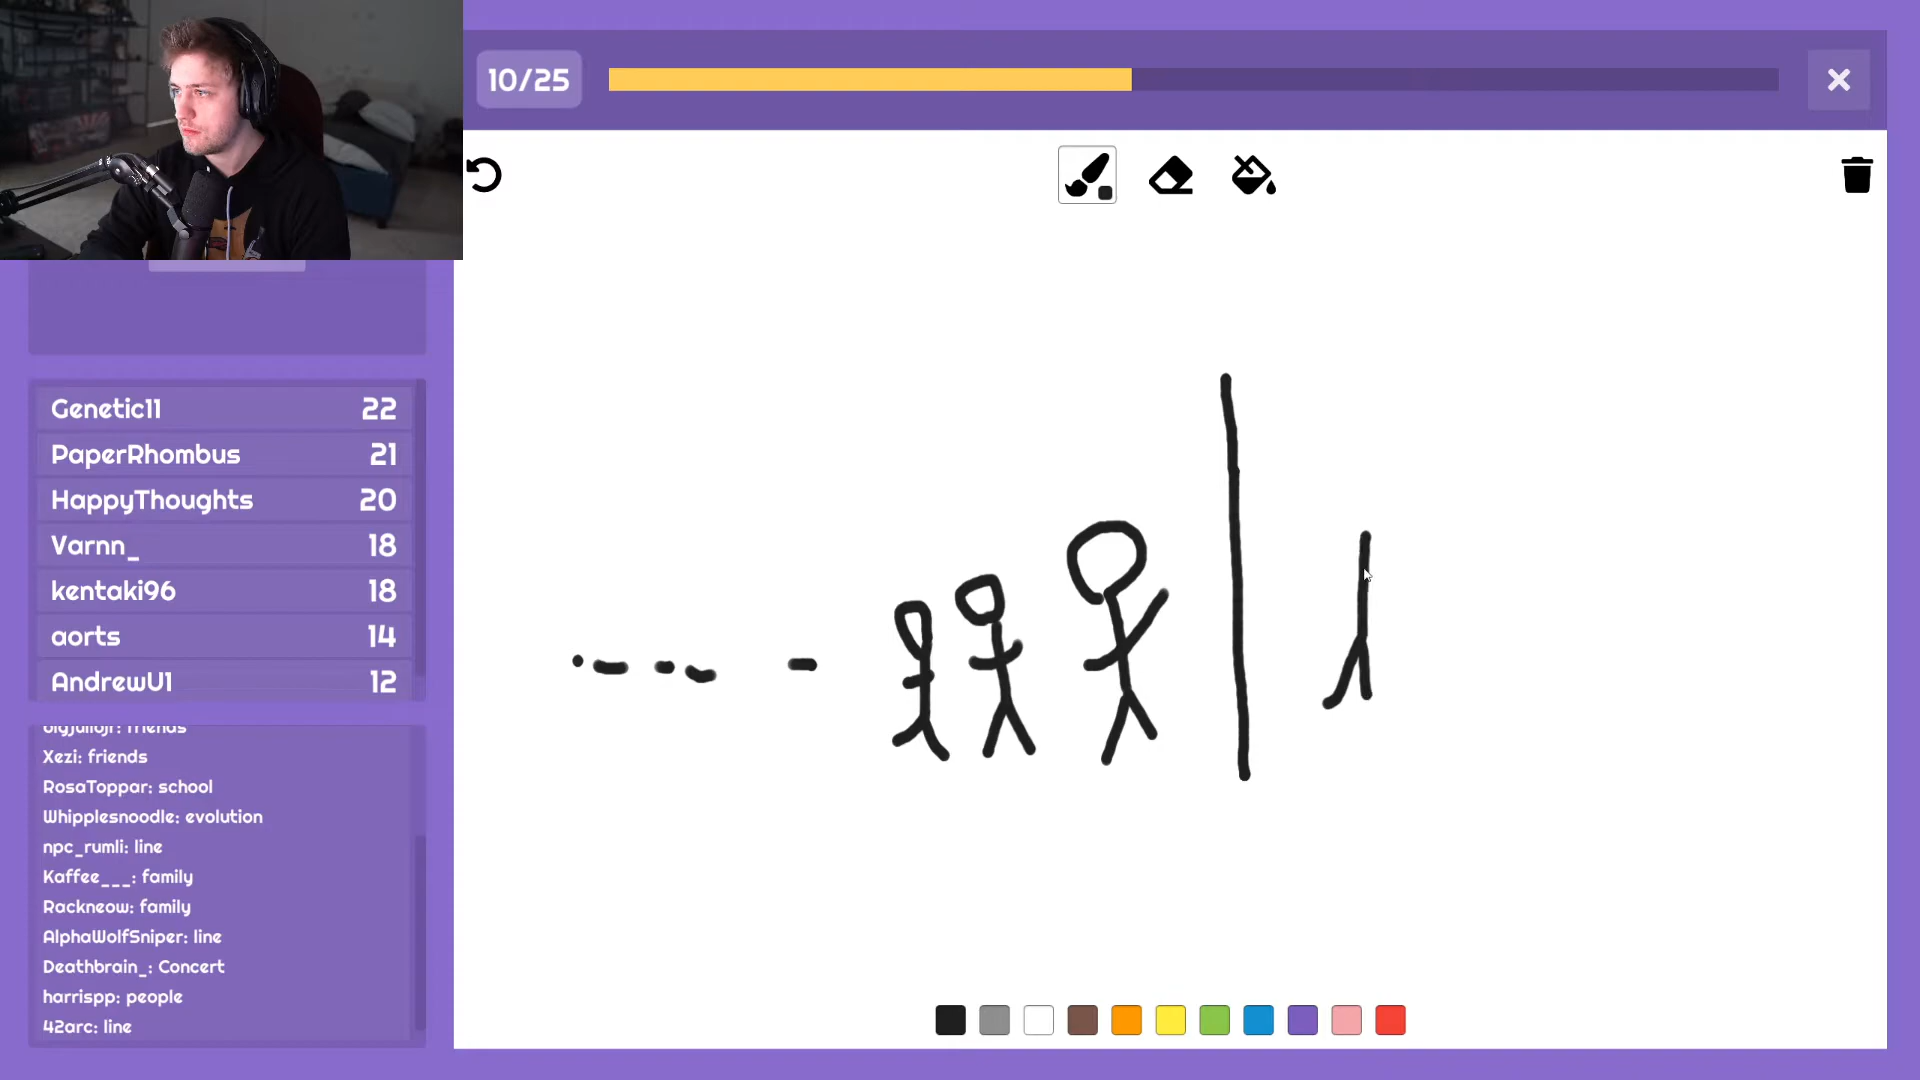 10/25
Genetic11 22
PaperRhombus 21
HappyThoughts 20
Varnn_ 18
kentaki96 18
aorts 14
AndrewU1 12
Xezi: friends
RosaToppar: school
Whipplesnoodle: evolution
npc_rumli: line
Kaffee___: family
Rackneow: family
AlphaWolfSniper: line
Deathbrain_: Concert
harrispp: people
42arc: line